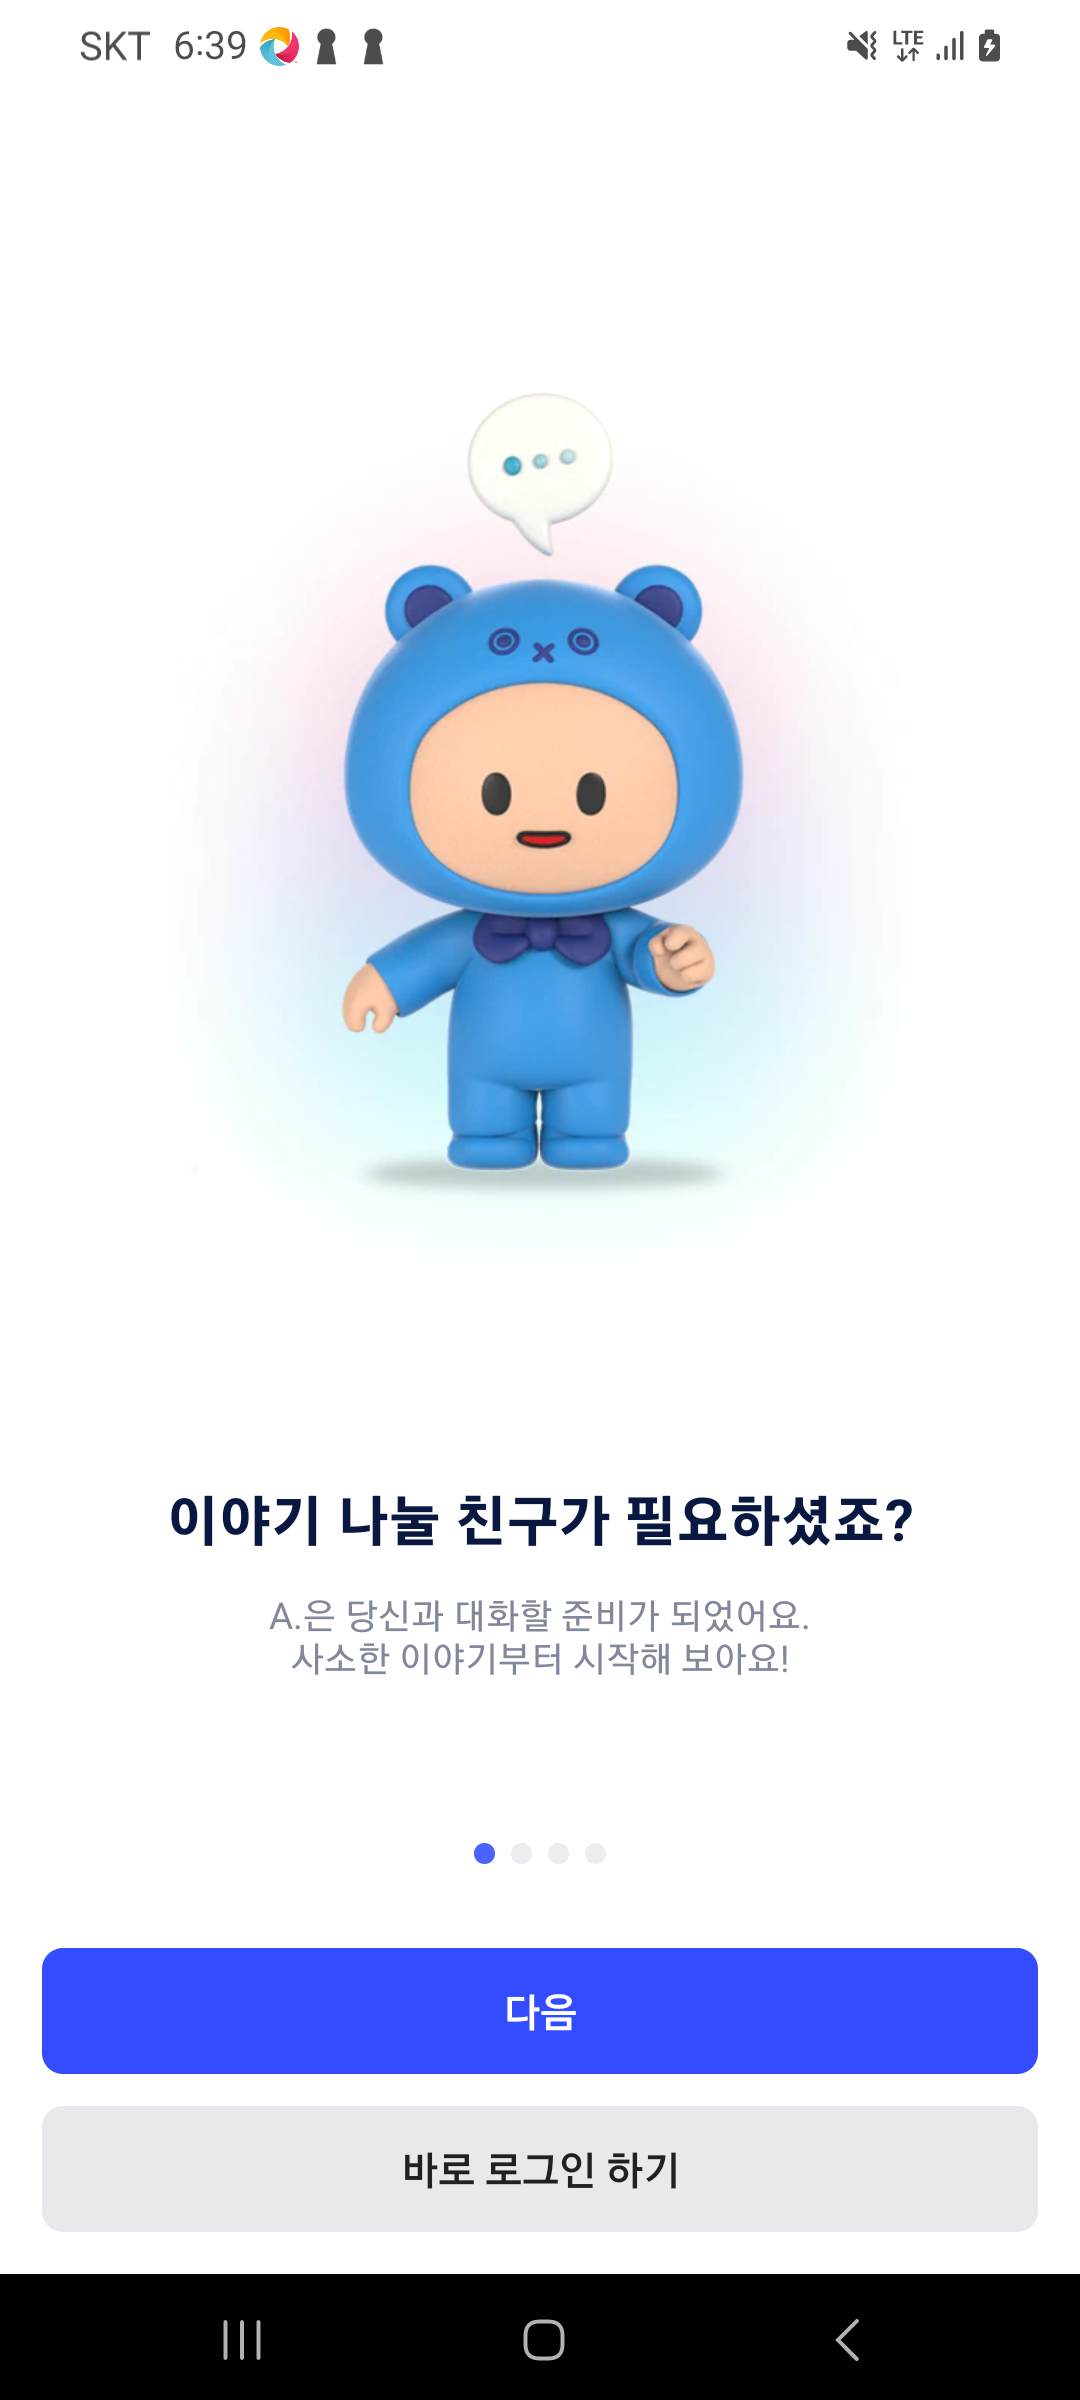 SKT 6:39
LTE
이야기 나눌 친구가 필요하셨죠?
A.은 당신과 대화할 준비가 되었어요.
사소한 이야기부터 시작해 보아요!
다음
바로 로그인 하기